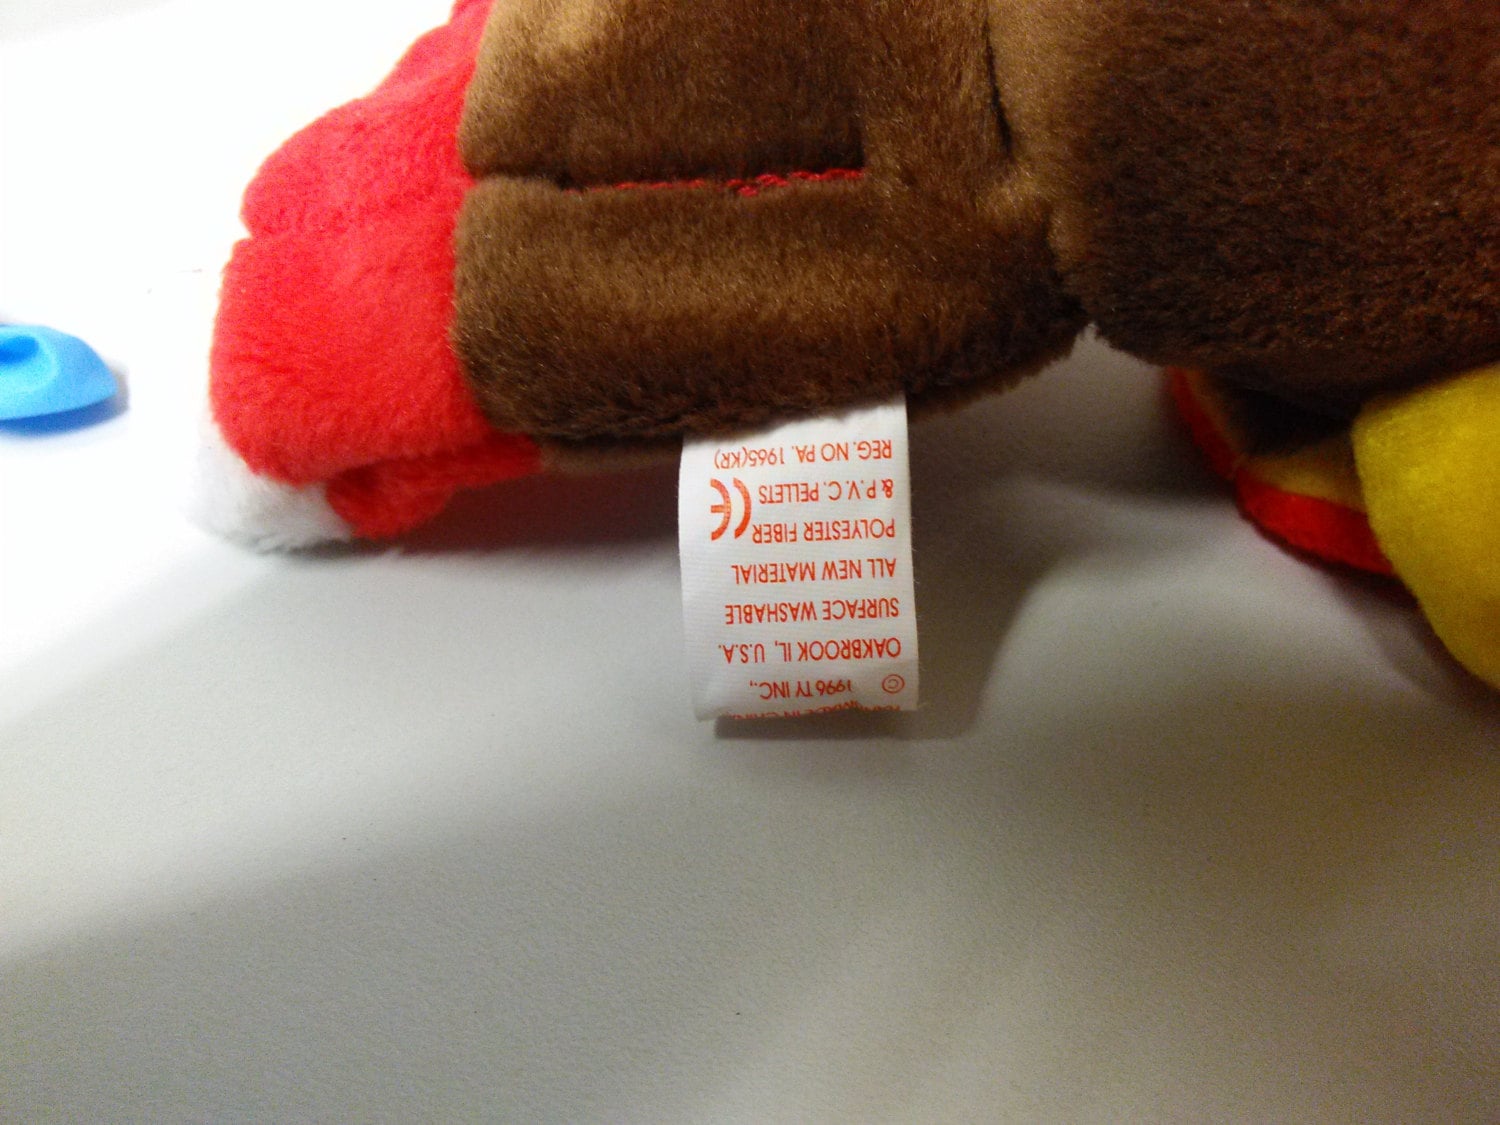 © 1996 TY INC.,
OAKBROOK IL, U.S.A.
SURFACE WASHABLE
ALL NEW MATERIAL
POLYESTER FIBER
& P.V.C. PELLETS CE
REG. NO PA. 1965(KR)